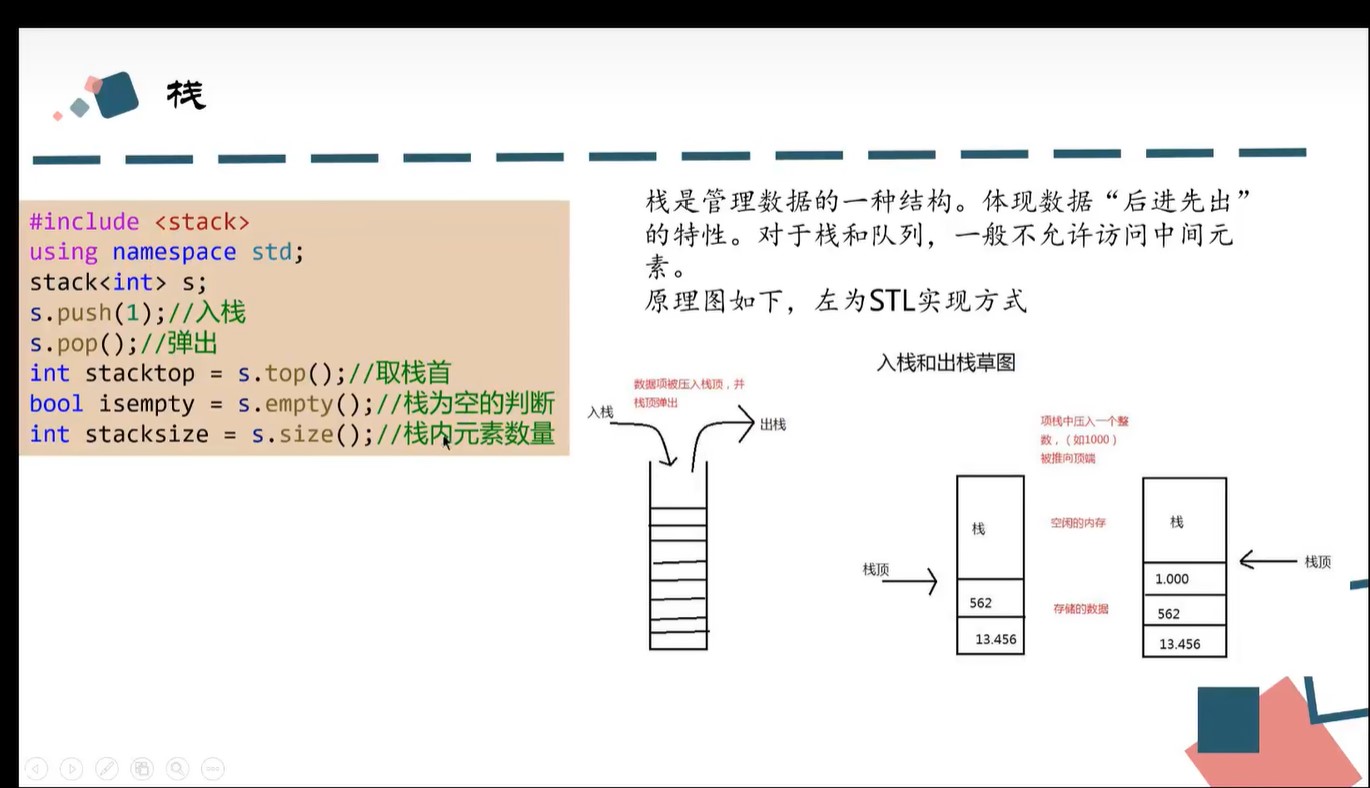 栈
#include <stack>
using namespace std;
stack<int> s;
s.push(1);//入栈
s.pop();//弹出
int stacktop = s.top();//取栈首
bool isempty = s.empty();//栈为空的判断
int stacksize = s.size();//栈内元素数量
栈是管理数据的一种结构。体现数据“后进先出”
的特性。对于栈和队列，一般不允许访问中间元
素。
原理图如下，左为STL实现方式
入栈和出栈草图
数据项被压入栈顶，并
栈顶弹出
入栈
出栈
项栈中压入一个整
数，（如1000）
被推向顶端
栈
空闲的内存
栈
栈顶
栈顶
562
存储的数据
1.000
562
13.456
13.456